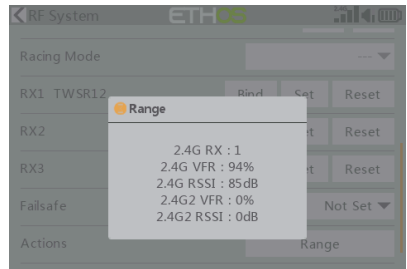 RF System
ETHOS
Racing Mode
---
RX1 TWSR12
Bind
Set
Reset
Range
2.4G RX : 1
2.4G VFR : 94%
2.4G RSSI : 85dB
2.4G2 VFR : 0%
2.4G2 RSSI : 0dB
RX2
Reset
RX3
Reset
Failsafe
Not Set
Actions
Range